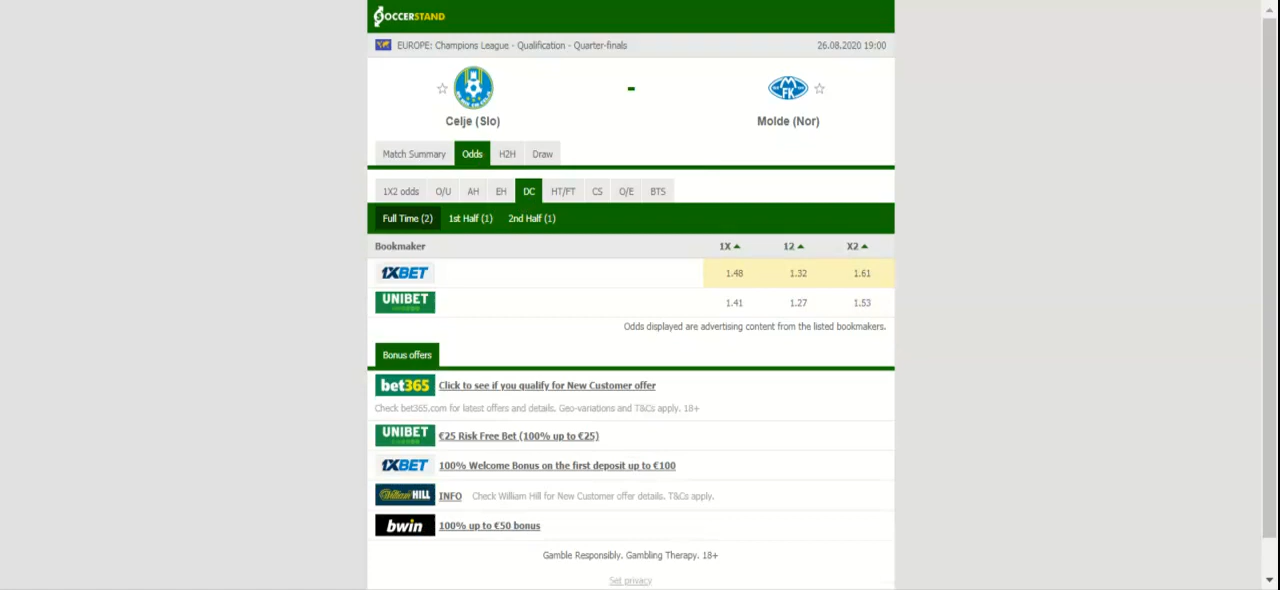 SOCCERSTAND
EUROPE: Champions League - Qualification - Quarter-finals 26.08.2020 19:00
-
Celje (Slo) Molde (Nor)
Match Summary Odds H2H Draw
1X2 odds O/U AH EH DC HT/FT CS O/E BTS
Full Time (2) 1st Half (1) 2nd Half (1)
Bookmaker 1X 12 X2
1XBET 1.48 1.32 1.61
UNIBET 1.41 1.27 1.53
Odds displayed are advertising content from the listed bookmakers.
Bonus offers
bet365 Click to see if you qualify for New Customer offer
Check bet365.com for latest offers and details. Geo-variations and T&Cs apply. 18+
UNIBET €25 Risk Free Bet (100% up to €25)
1XBET 100% Welcome Bonus on the first deposit up to €100
William HILL INFO Check William Hill for New Customer offer details. T&Cs apply.
bwin 100% up to €50 bonus
Gamble Responsibly. Gambling Therapy. 18+
Set privacy